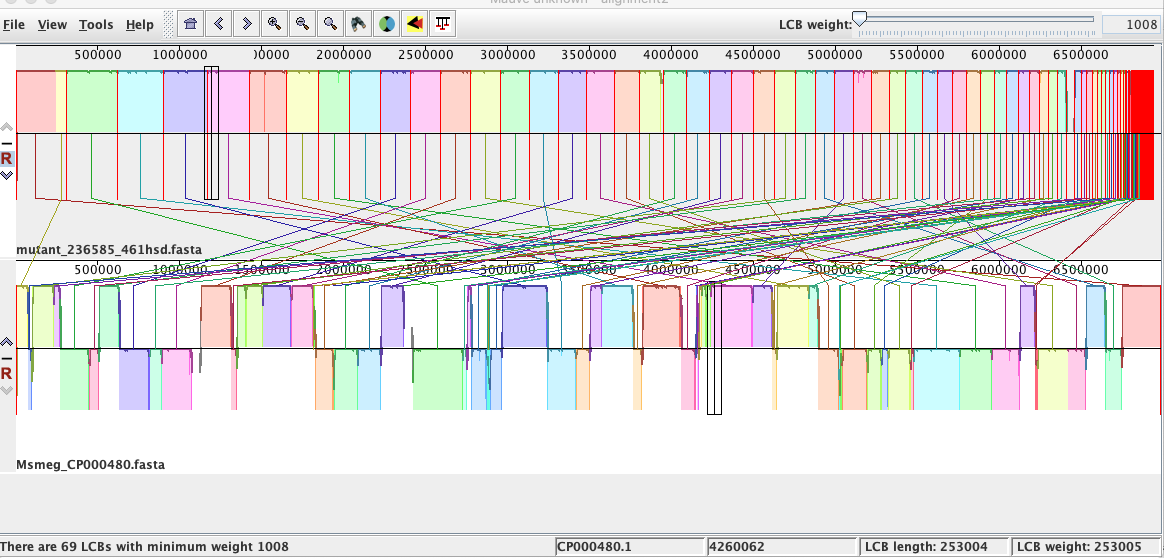 Mauve unknown - alignment2
File View Tools Help LCB weight: 1008
500000 1000000 1500000 2000000 2500000 3000000 3500000 4000000 4500000 5000000 5500000 6000000 6500000
R
mutant_236585_461hsd.fasta
500000 1000000 1500000 2000000 2500000 3000000 3500000 4000000 4500000 5000000 5500000 6000000 6500000
R
Msmeg_CP000480.fasta
There are 69 LCBs with minimum weight 1008 CP000480.1 4260062 LCB length: 253004 LCB weight: 253005